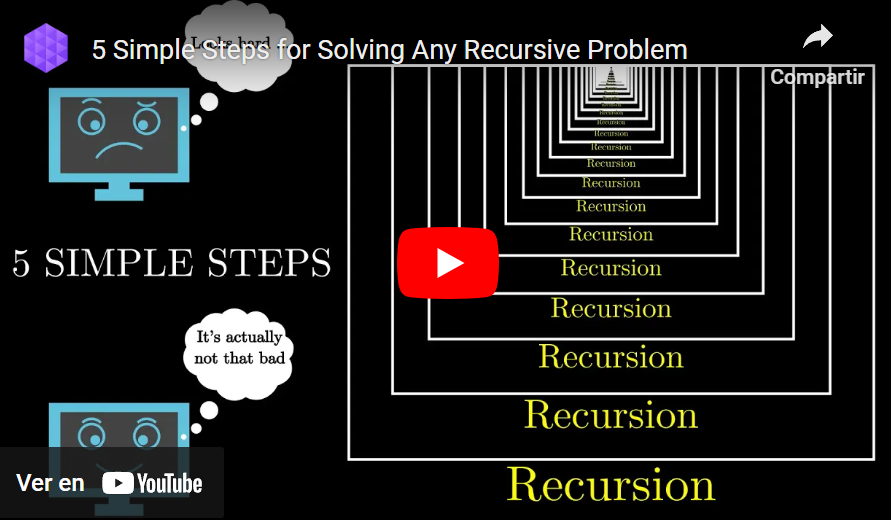 5 Simple Steps for Solving Any Recursive Problem
Looks hard
Compartir
5 SIMPLE STEPS
It's actually
not that bad
Recursion
Recursion
Recursion
Recursion
Recursion
Recursion
Recursion
Recursion
Recursion
Recursion
Recursion
Recursion
Ver en YouTube